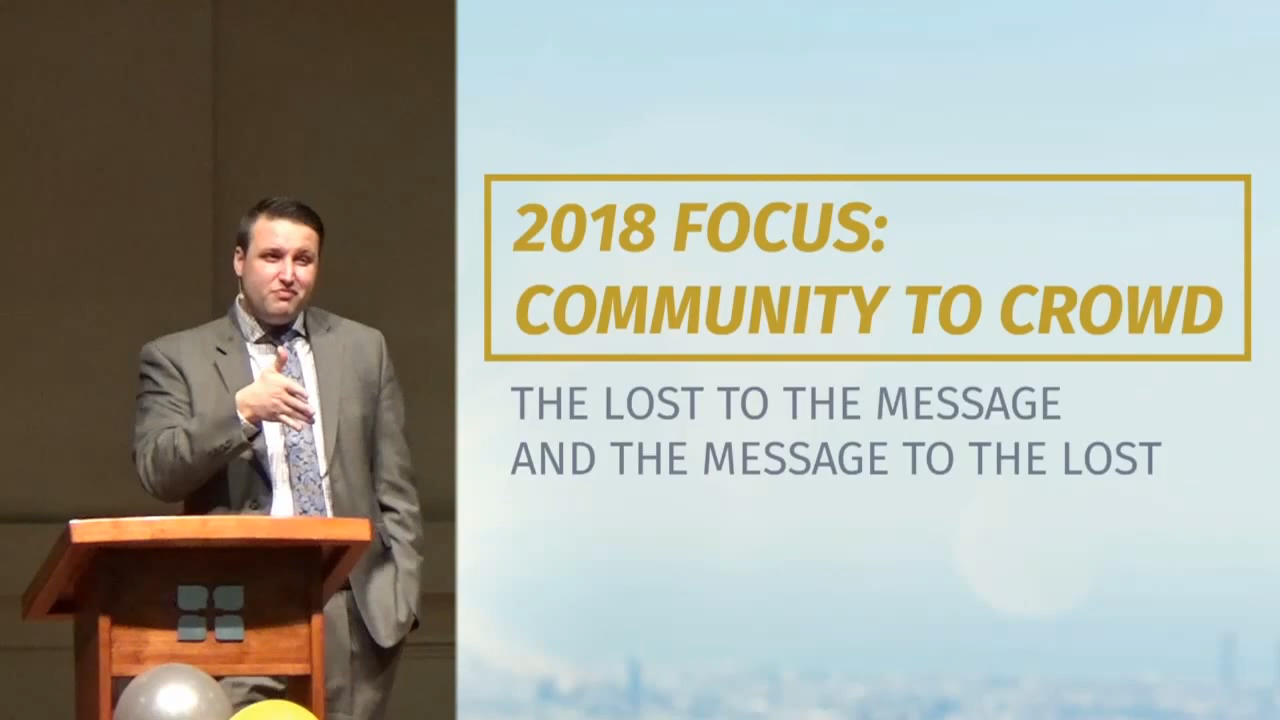 2018 FOCUS:
COMMUNITY TO CROWD
THE LOST TO THE MESSAGE
AND THE MESSAGE TO THE LOST